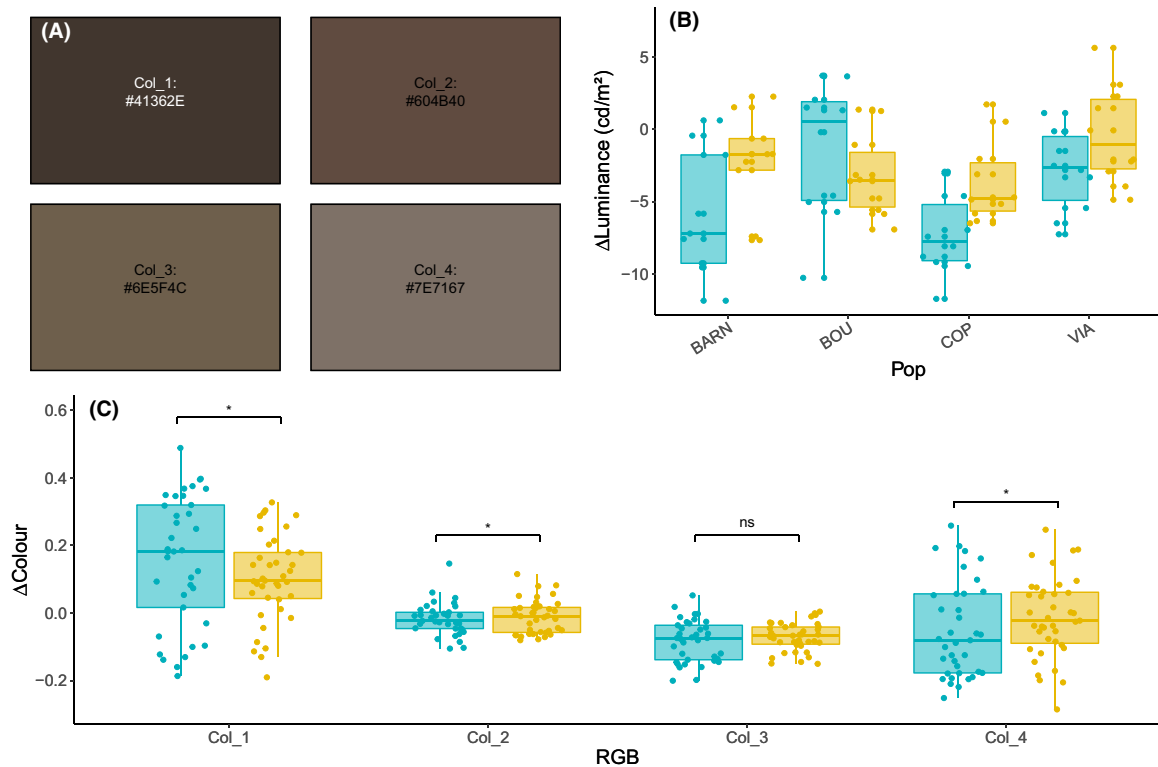 (A)
Col_1:
#41362E
Col_2:
#604B40
Col_3:
#6E5F4C
Col_4:
#7E7167
(B)
ΔLuminance (cd/m²)
5
0
−5
−10
BARN
BOU
COP
VIA
Pop
(C)
ΔColour
0.6
0.4
0.2
0.0
−0.2
*
*
ns
*
Col_1
Col_2
Col_3
Col_4
RGB